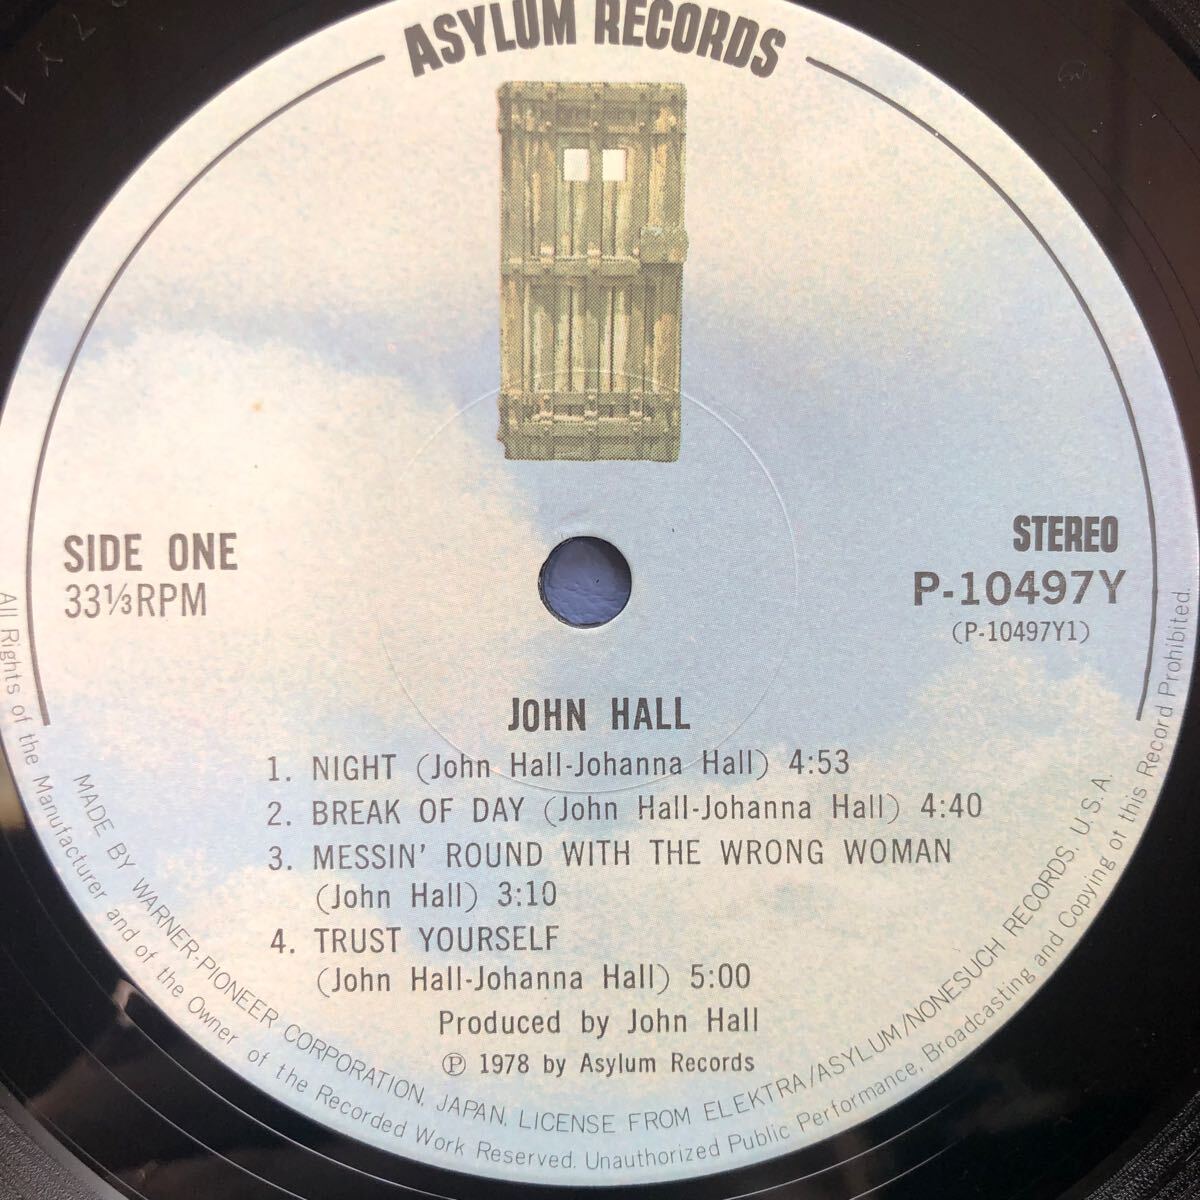 ASYLUM RECORDS
SIDE ONE
33⅓RPM
STEREO
P-10497Y
(P-10497Y1)
JOHN HALL
1. NIGHT (John Hall-Johanna Hall) 4:53
2. BREAK OF DAY (John Hall-Johanna Hall) 4:40
3. MESSIN' ROUND WITH THE WRONG WOMAN
(John Hall) 3:10
4. TRUST YOURSELF
(John Hall-Johanna Hall) 5:00
Produced by John Hall
℗ 1978 by Asylum Records
MADE BY WARNER-PIONEER CORPORATION, JAPAN, LICENSE FROM ELEKTRA/ASYLUM/NONESUCH RECORDS, U.S.A.
All Rights of the Manufacturer and of the Owner of the Recorded Work Reserved. Unauthorized Public Performance, Broadcasting and Copying of this Record Prohibited.